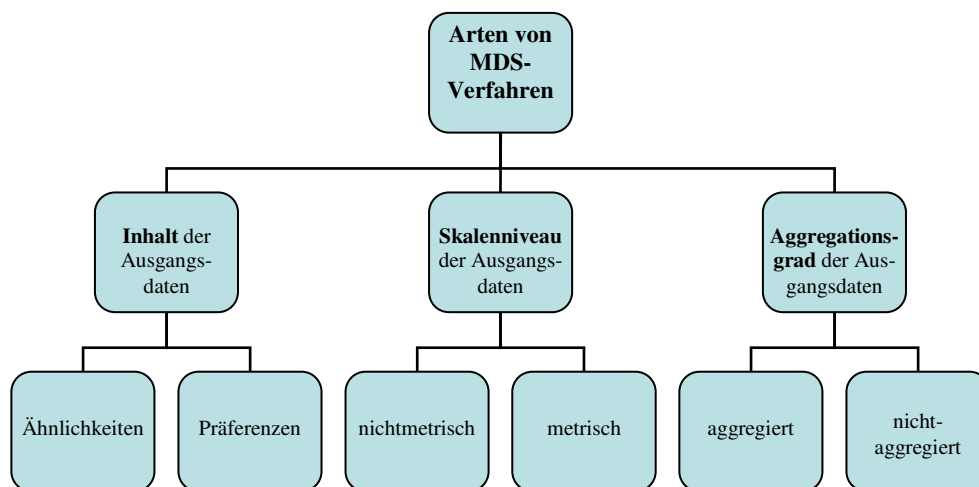 Arten von
MDS-
Verfahren
Inhalt der
Ausgangs-
daten
Skalenniveau
der Ausgangs-
daten
Aggregations-
grad der Aus-
gangsdaten
Ähnlichkeiten
Präferenzen
nichtmetrisch
metrisch
aggregiert
nicht-
aggregiert